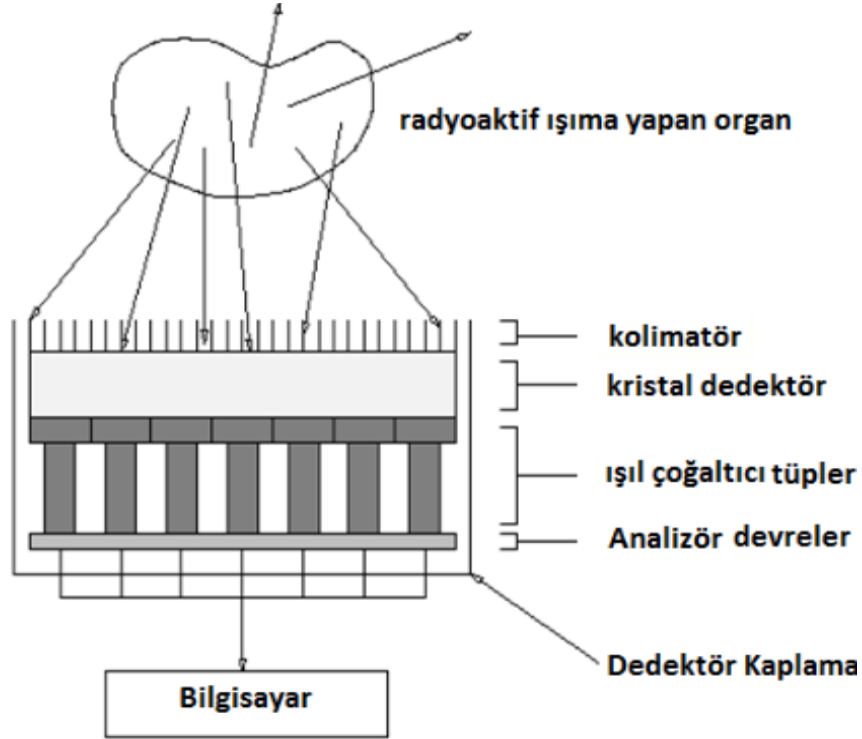 radyoaktif ışıma yapan organ
kolimatör
kristal dedektör
ışıl çoğaltıcı tüpler
Analizör devreler
Dedektör Kaplama
Bilgisayar